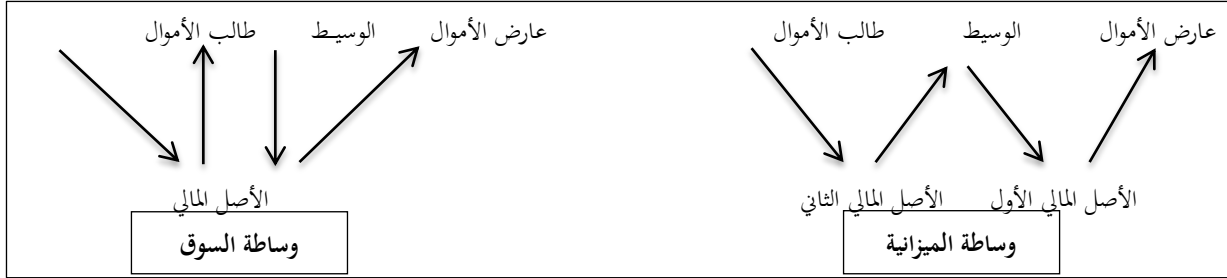 عارض الأموال الوسيط طالب الأموال
الأصل المالي الأول الأصل المالي الثاني
وساطة الميزانية
عارض الأموال الوسيـط طالب الأموال
الأصل المالي
وساطة السوق